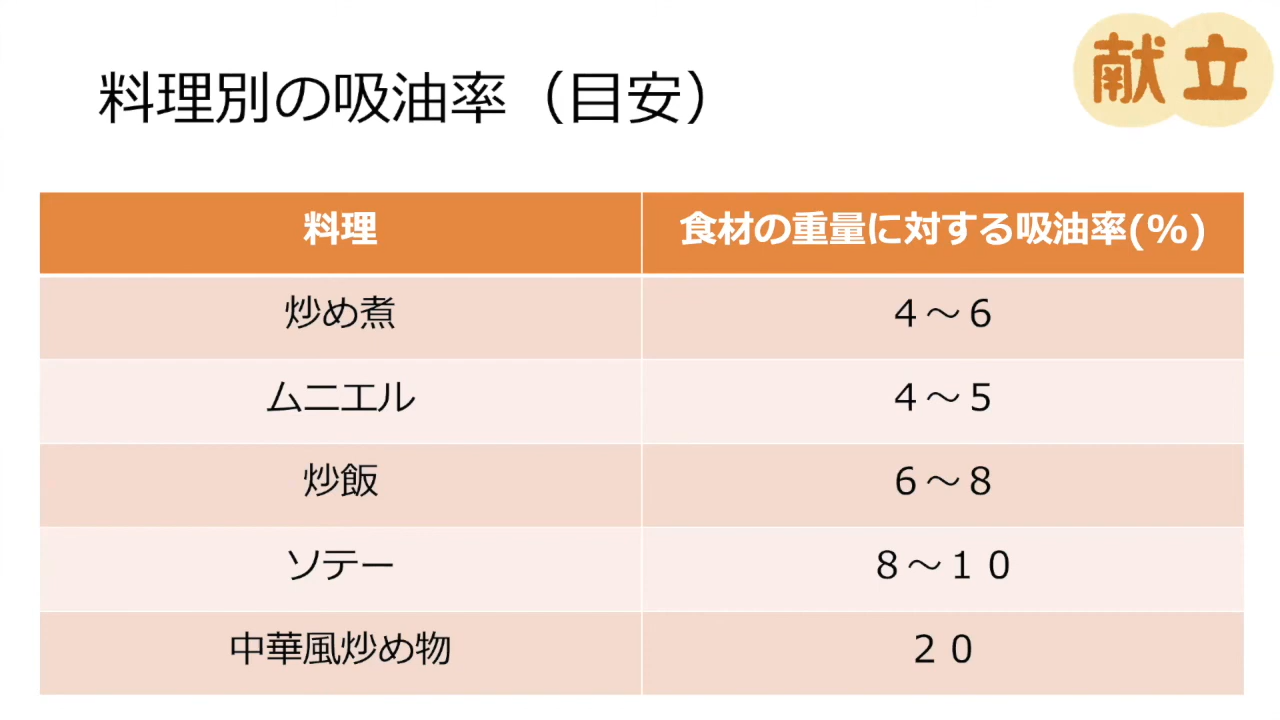 献立
料理別の吸油率（目安）
料理 食材の重量に対する吸油率(%)
炒め煮 ４～６
ムニエル ４～５
炒飯 ６～８
ソテー ８～１０
中華風炒め物 ２０